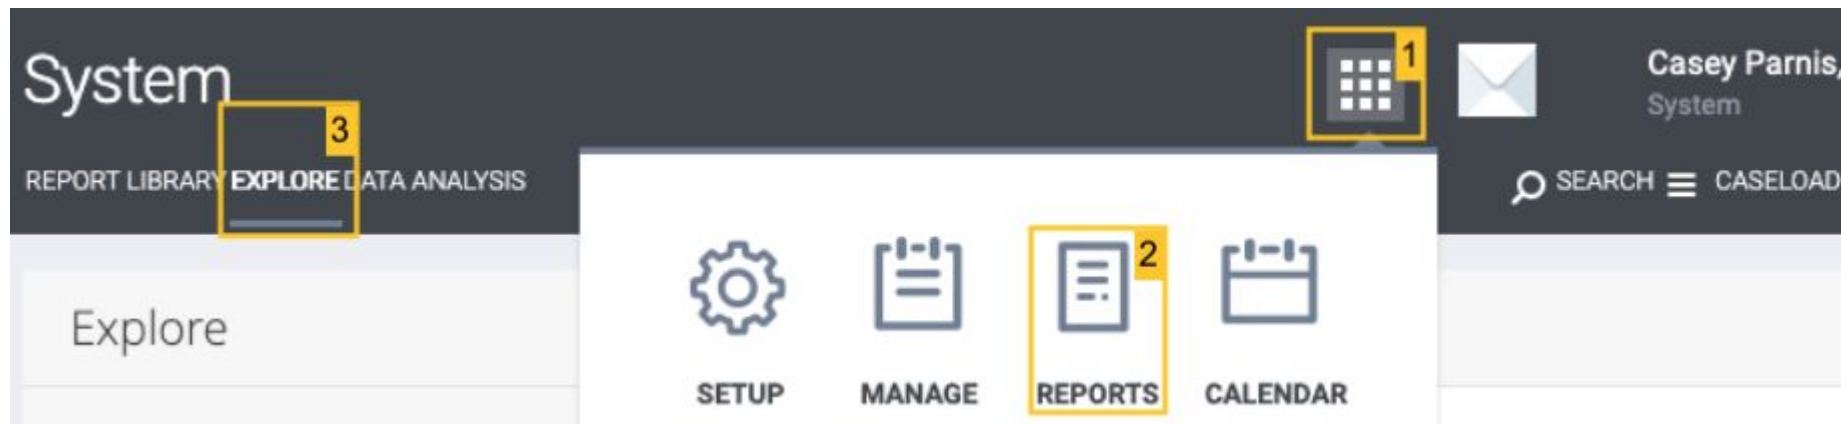 System
1
Casey Parnis,
System
3
REPORT LIBRARY EXPLORE DATA ANALYSIS
SEARCH CASELOAD
2
Explore
SETUP MANAGE REPORTS CALENDAR